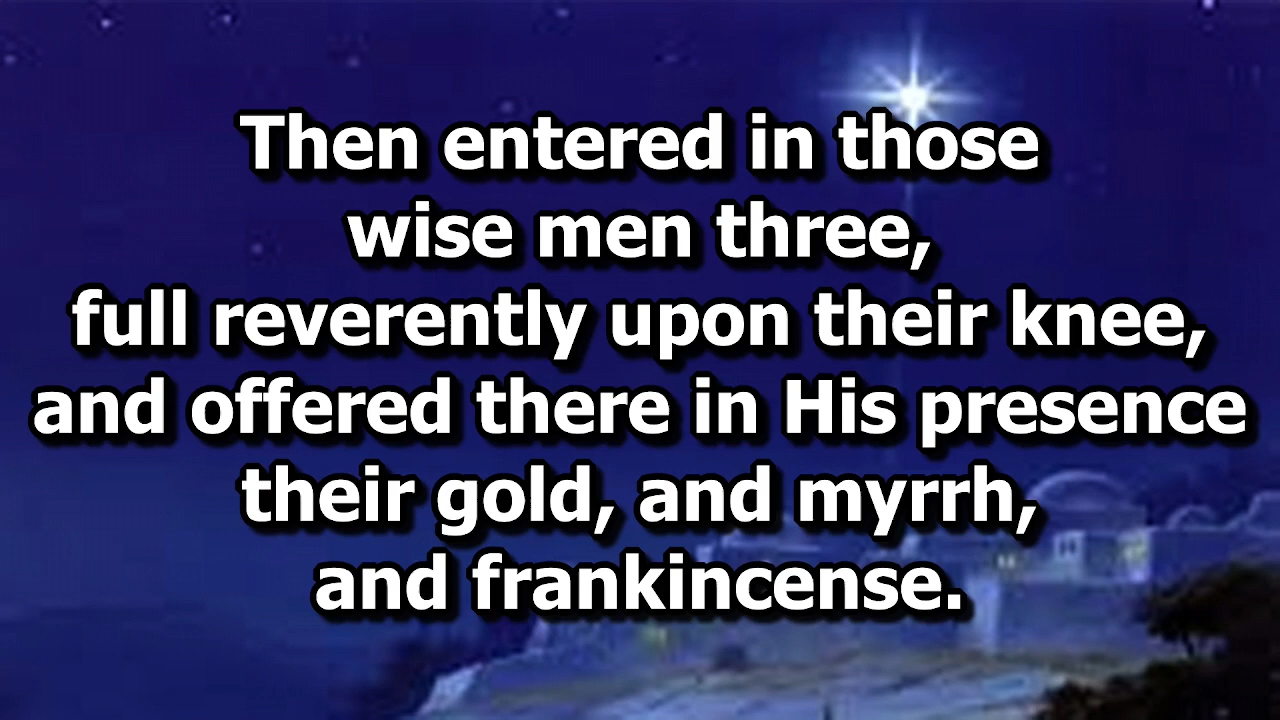 Then entered in those
wise men three,
full reverently upon their knee,
and offered there in His presence
their gold, and myrrh,
and frankincense.